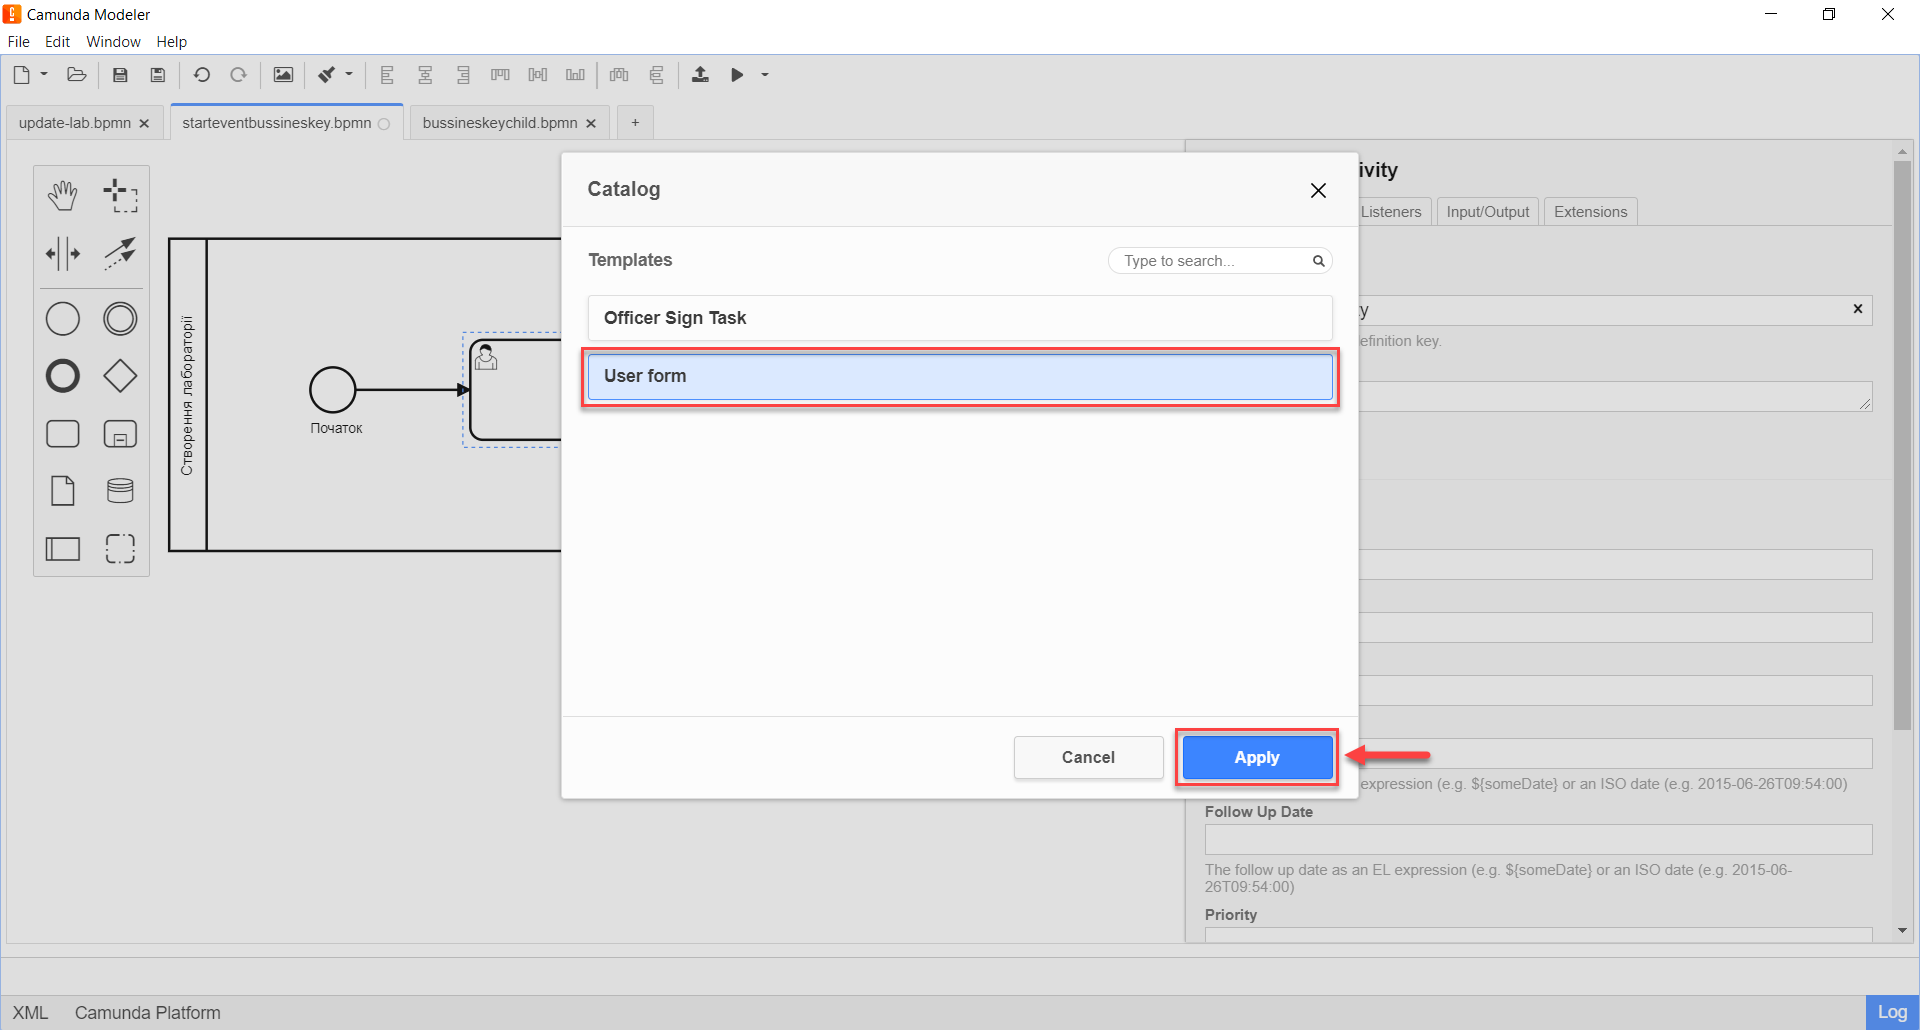 Camunda Modeler
File Edit Window Help
update-lab.bpmn
starteventbussineskey.bpmn
bussineskeychild.bpmn
+
Створення лабораторії
Початок
Catalog
Templates
Type to search...
Officer Sign Task
User form
Cancel
Apply
ivity
Listeners
Input/Output
Extensions
y
efinition key.
expression (e.g. ${someDate} or an ISO date (e.g. 2015-06-26T09:54:00)
Follow Up Date
The follow up date as an EL expression (e.g. ${someDate} or an ISO date (e.g. 2015-06-
26T09:54:00)
Priority
XML
Camunda Platform
Log